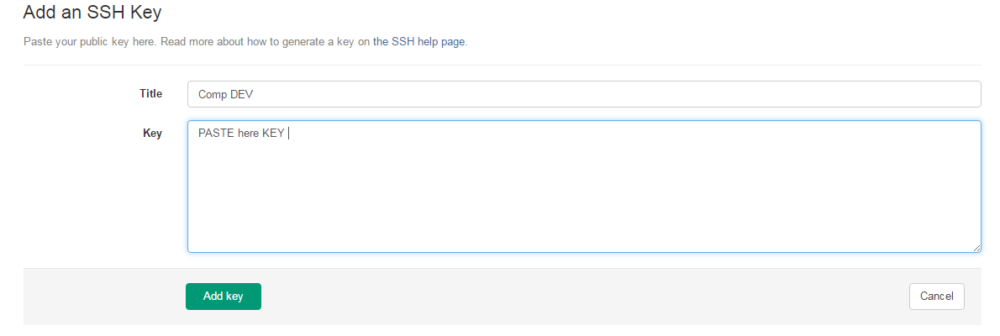 Add an SSH Key
Paste your public key here. Read more about how to generate a key on the SSH help page.
Title
Comp DEV
Key
PASTE here KEY
Add key
Cancel